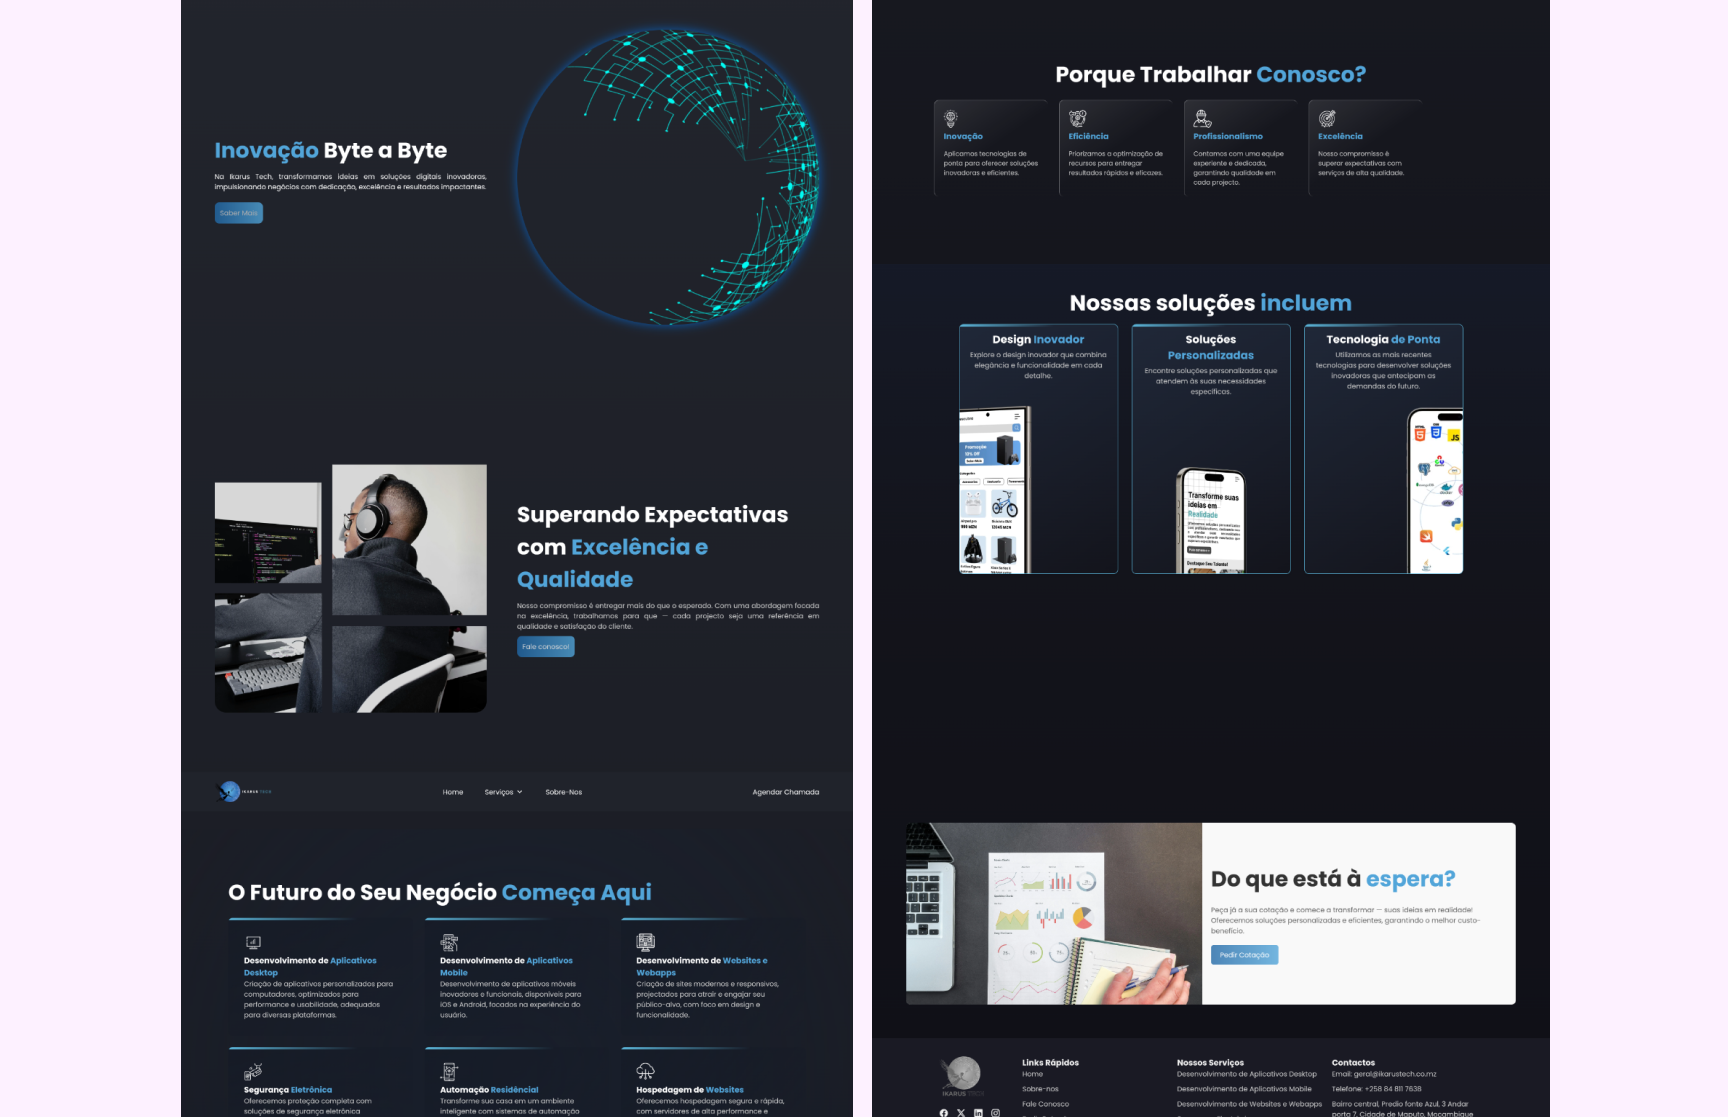 Inovação Byte a Byte
Na Ikarus Tech, transformamos ideias em soluções digitais inovadoras,
impulsionando negócios com dedicação, excelência e resultados impactantes.
Saber Mais
Superando Expectativas
com Excelência e
Qualidade
Nosso compromisso é entregar mais do que o esperado. Com uma abordagem focada
na excelência, trabalhamos para que — cada projecto seja uma referência em
qualidade e satisfação do cliente.
Fale conosco!
IKARUS TECH
Home
Serviços
Sobre-Nos
Agendar Chamada
O Futuro do Seu Negócio Começa Aqui
Desenvolvimento de Aplicativos
Desktop
Criação de aplicativos personalizados para
computadores, optimizados para
performance e usabilidade, adequados
para diversas plataformas.
Desenvolvimento de Aplicativos
Mobile
Desenvolvimento de aplicativos móveis
inovadores e funcionais, disponíveis para
iOS e Android, focados na experiência do
usuário.
Desenvolvimento de Websites e
Webapps
Criação de sites modernos e responsivos,
projectados para atrair e engajar seu
público-alvo, com foco em design e
funcionalidade.
Segurança Eletrônica
Oferecemos proteção completa com
soluções de segurança eletrônica
Automação Residêncial
Transforme sua casa em um ambiente
inteligente com sistemas de automação
Hospedagem de Websites
Oferecemos hospedagem segura e rápida,
com servidores de alta performance e
Porque Trabalhar Conosco?
Inovação
Aplicamos tecnologias de
ponta para oferecer soluções
inovadoras e eficientes.
Eficiência
Priorizamos a optimização de
recursos para entregar
resultados rápidos e eficazes.
Profissionalismo
Contamos com uma equipe
experiente e dedicada,
garantindo qualidade em
cada projecto.
Excelência
Nosso compromisso é
superar expectativas com
serviços de alta qualidade.
Nossas soluções incluem
Design Inovador
Explore o design inovador que combina
elegância e funcionalidade em cada
detalhe.
Soluções
Personalizadas
Encontre soluções personalizadas que
atendem às suas necessidades
específicas.
Transforme suas
ideias em
Realidade
Tecnologia de Ponta
Utilizamos as mais recentes
tecnologias para desenvolver soluções
inovadoras que antecipam as
demandas do futuro.
HTML
JS
Do que está à espera?
Peça já a sua cotação e comece a transformar — suas ideias em realidade!
Oferecemos soluções personalizadas e eficientes, garantindo o melhor custo-
benefício.
Pedir Cotação
IKARUS TECH
Links Rápidos
Home
Sobre-nos
Fale Conosco
Nossos Serviços
Desenvolvimento de Aplicativos Desktop
Desenvolvimento de Aplicativos Mobile
Desenvolvimento de Websites e Webapps
Contactos
Email: geral@ikarustech.co.mz
Telefone: +258 84 811 7638
Bairro central, Predio fonte Azul, 3 Andar
porta 7, Cidade de Maputo, Moçambique